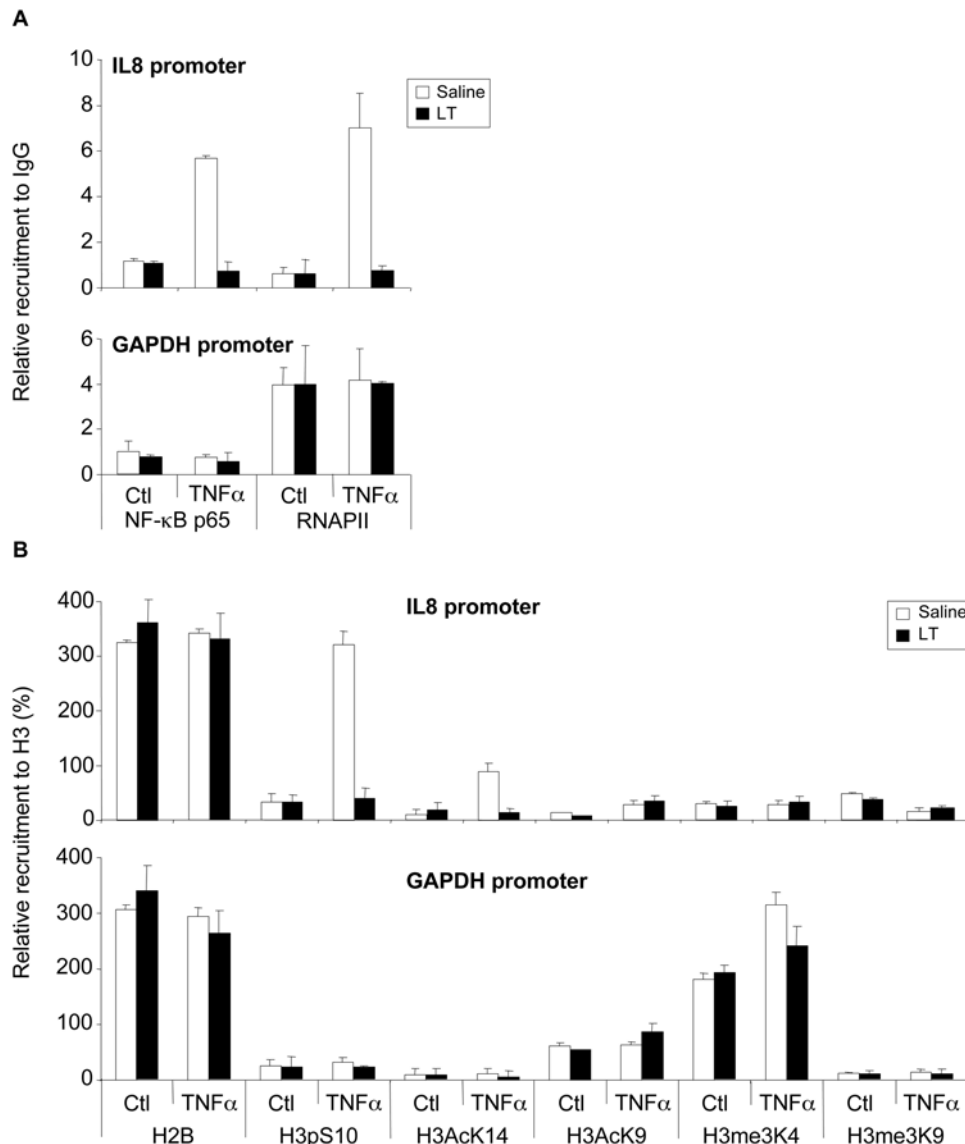 A
IL8 promoter
Saline
LT
10
8
6
4
2
0
Relative recruitment to IgG
GAPDH promoter
6
4
2
0
Ctl TNFα Ctl TNFα
NF-κB p65 RNAPII
B
IL8 promoter
Saline
LT
400
300
200
100
0
Relative recruitment to H3 (%)
GAPDH promoter
400
300
200
100
0
Ctl TNFα Ctl TNFα Ctl TNFα Ctl TNFα Ctl TNFα Ctl TNFα
H2B H3pS10 H3AcK14 H3AcK9 H3me3K4 H3me3K9